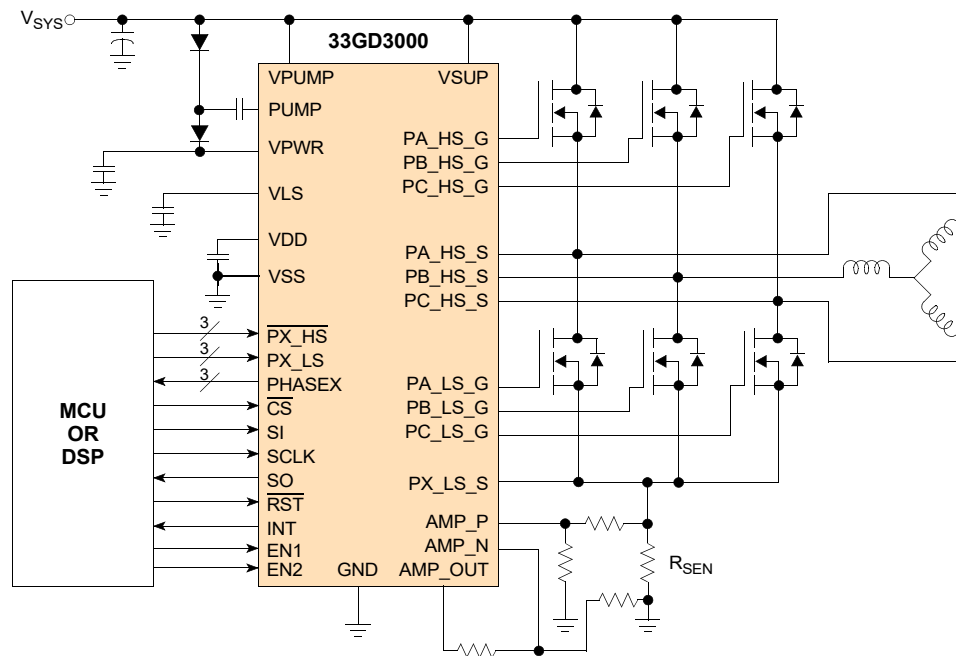 VSYS
33GD3000
VPUMP
VSUP
PUMP
PA_HS_G
VPWR
PB_HS_G
PC_HS_G
VLS
VDD
PA_HS_S
VSS
PB_HS_S
PC_HS_S
3
PX_HS
3
PX_LS
3
PHASEX
PA_LS_G
CS
PB_LS_G
MCU
OR
DSP
SI
PC_LS_G
SCLK
SO
PX_LS_S
RST
INT
AMP_P
EN1
AMP_N
EN2
GND
AMP_OUT
RSEN